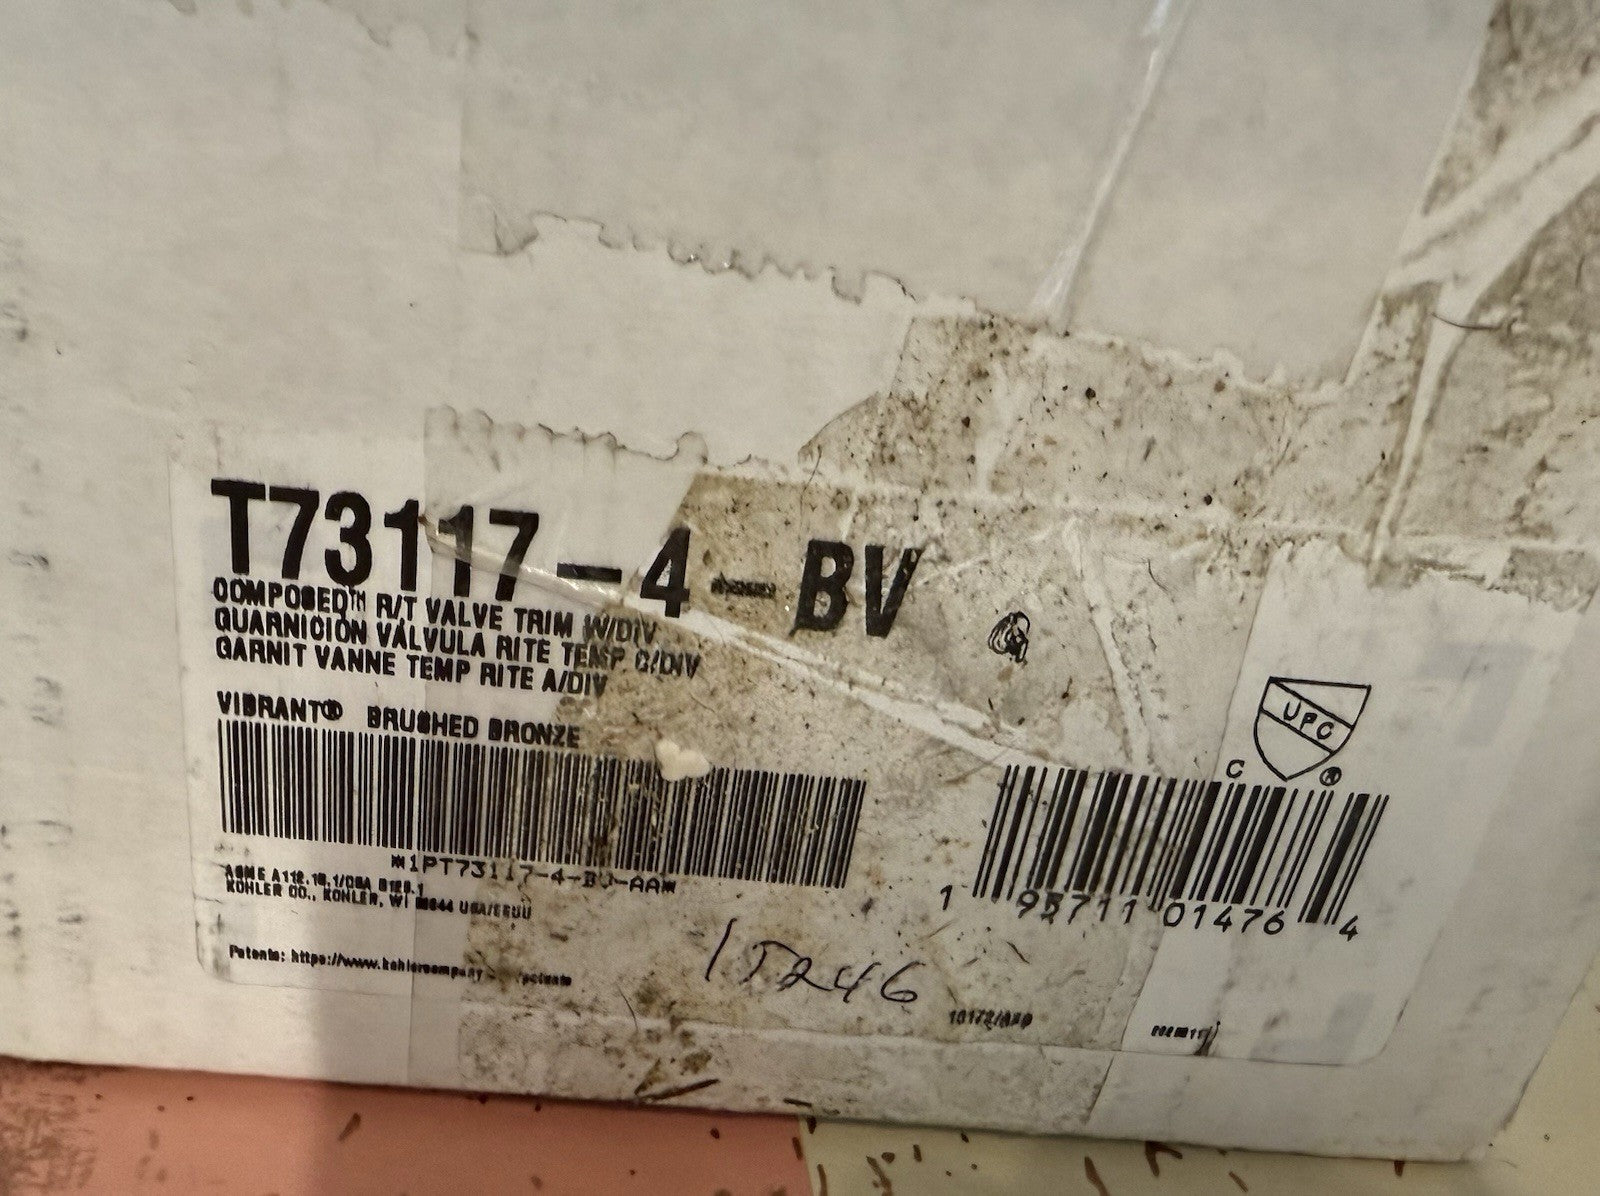 T73117-4-BV
COMPOSED™ R/T VALVE TRIM W/DIV
GUARNICIÓN VÁLVULA RITE TEMP C/DIV
GARNIT VANNE TEMP RITE A/DIV
VIBRANT® BRUSHED BRONZE
UPC
C ®
*1PT73117-4-BV-AA*
1 95711 01476 4
ASME A112.18.1/CSA B125.1
KOHLER CO., KOHLER, WI USA/EEUU
Patents: https://www.kohlercompany
15246